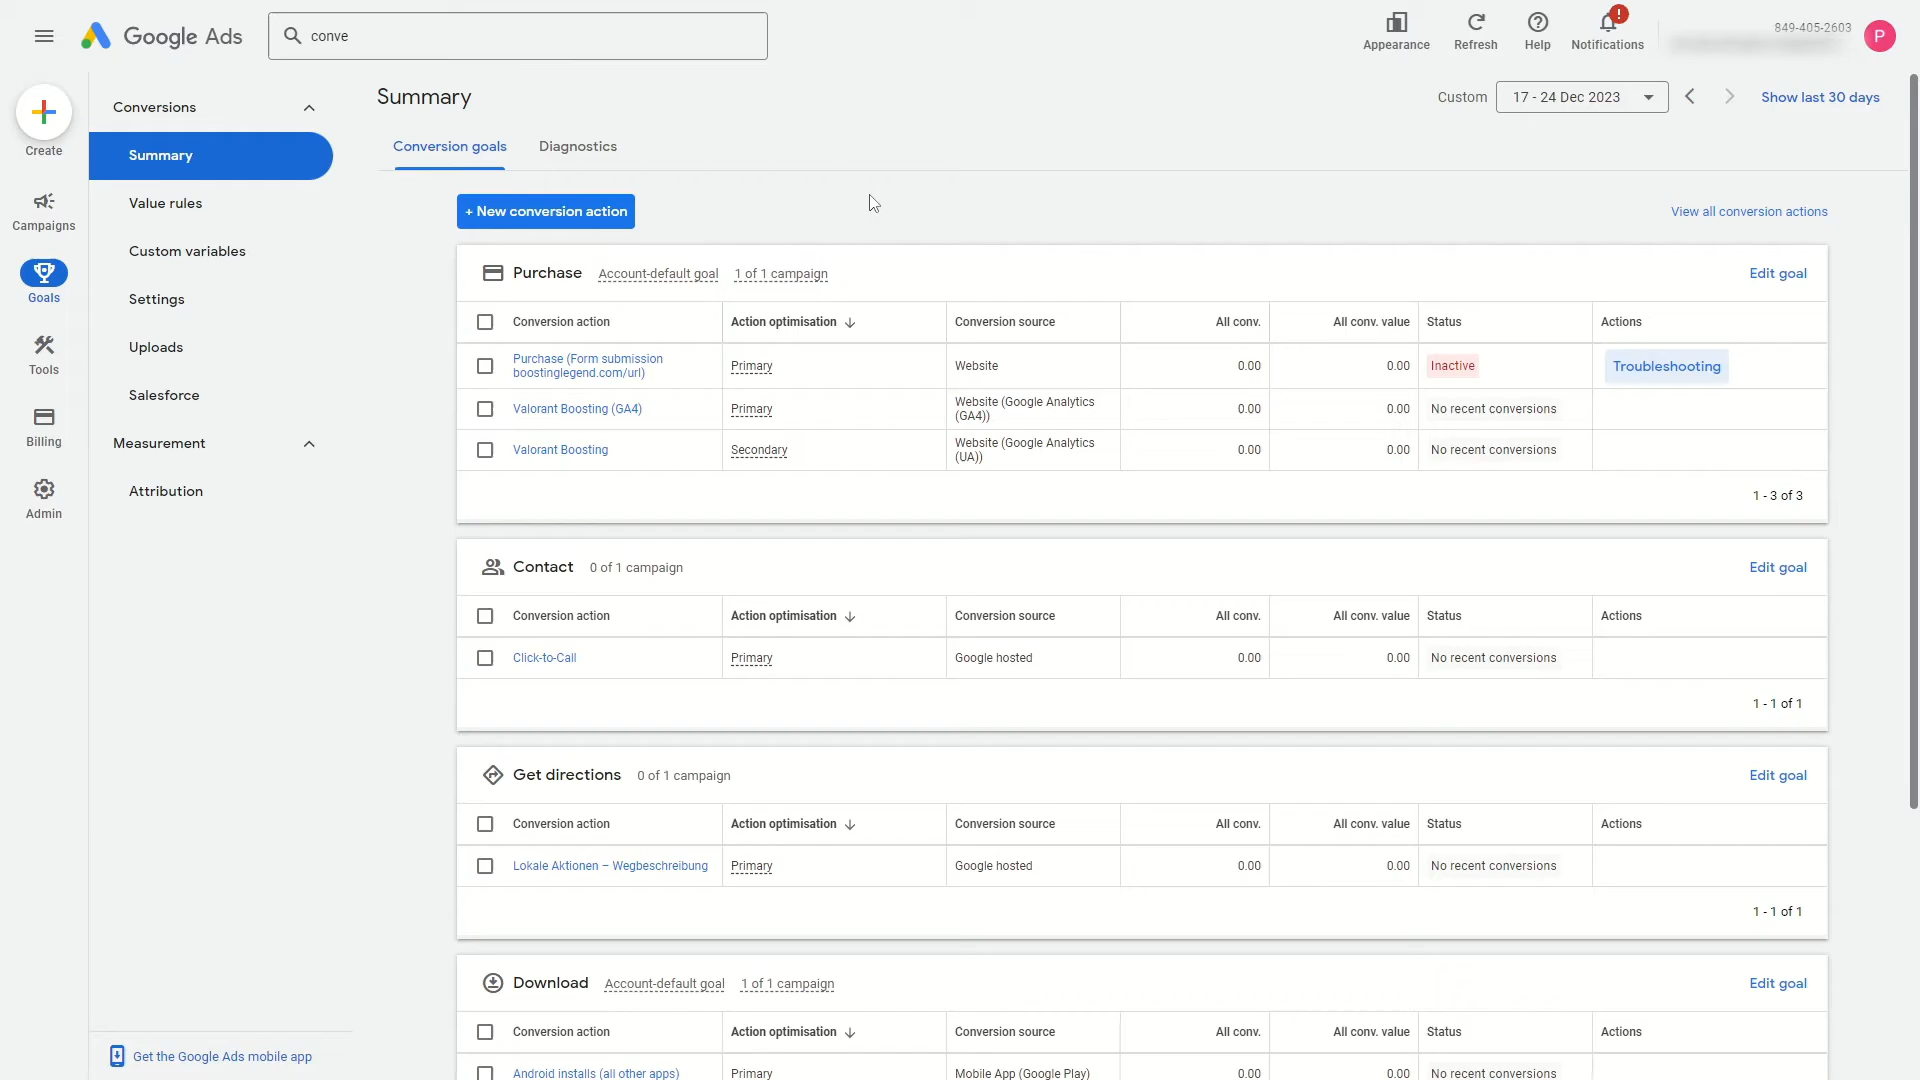 Google Ads
conve
Appearance
Refresh
Help
!
Notifications
849-405-2603
P
Create
Campaigns
Goals
Tools
Billing
Admin
Conversions
Summary
Value rules
Custom variables
Settings
Uploads
Salesforce
Measurement
Attribution
Get the Google Ads mobile app
Summary
Custom 17 - 24 Dec 2023 Show last 30 days
Conversion goals Diagnostics
+ New conversion action View all conversion actions
Purchase Account-default goal 1 of 1 campaign Edit goal
Conversion action Action optimisation Conversion source All conv. All conv. value Status Actions
Purchase (Form submission
boostinglegend.com/url) Primary Website 0.00 0.00 Inactive Troubleshooting
Valorant Boosting (GA4) Primary Website (Google Analytics
(GA4)) 0.00 0.00 No recent conversions
Valorant Boosting Secondary Website (Google Analytics
(UA)) 0.00 0.00 No recent conversions
1 - 3 of 3
Contact 0 of 1 campaign Edit goal
Conversion action Action optimisation Conversion source All conv. All conv. value Status Actions
Click-to-Call Primary Google hosted 0.00 0.00 No recent conversions
1 - 1 of 1
Get directions 0 of 1 campaign Edit goal
Conversion action Action optimisation Conversion source All conv. All conv. value Status Actions
Lokale Aktionen – Wegbeschreibung Primary Google hosted 0.00 0.00 No recent conversions
1 - 1 of 1
Download Account-default goal 1 of 1 campaign Edit goal
Conversion action Action optimisation Conversion source All conv. All conv. value Status Actions
Android installs (all other apps) Primary Mobile App (Google Play) 0.00 0.00 No recent conversions